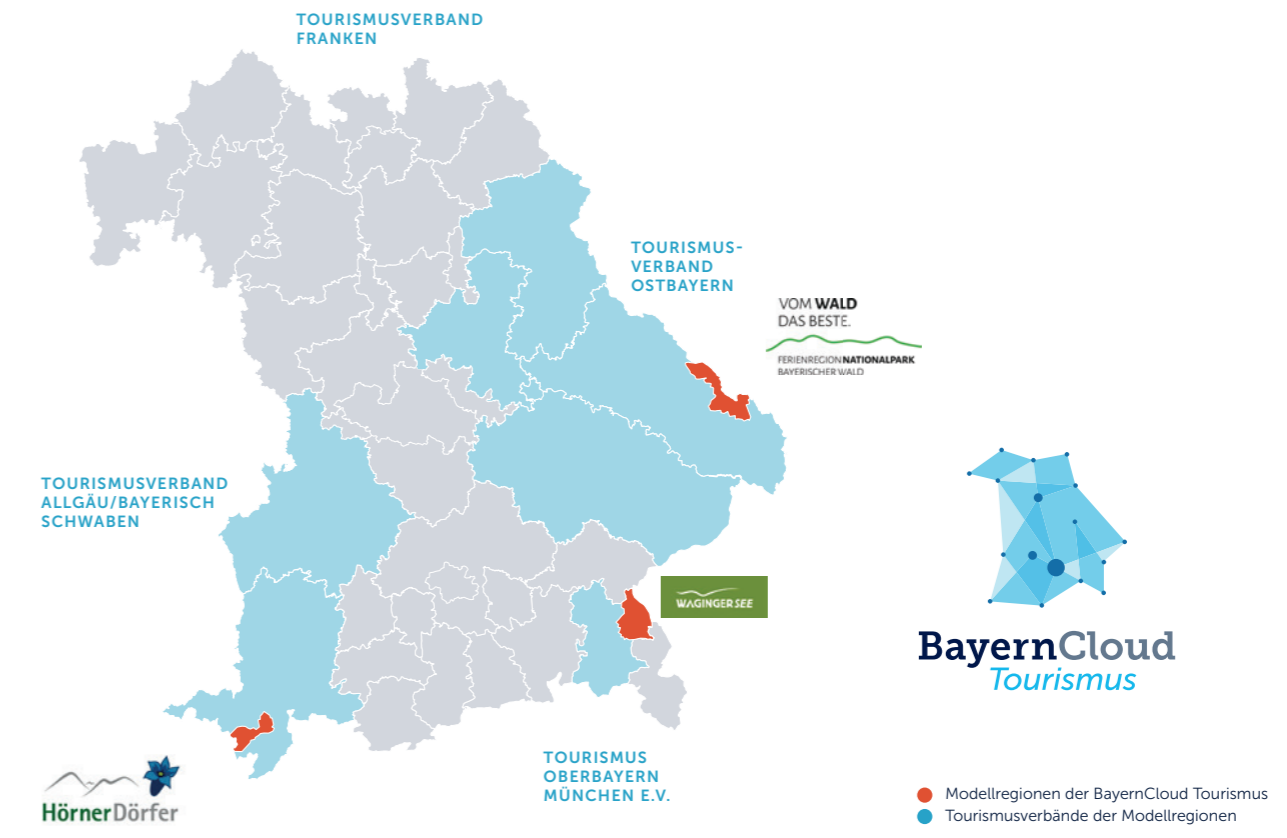 TOURISMUSVERBAND
FRANKEN
TOURISMUS-
VERBAND
OSTBAYERN
VOM WALD
DAS BESTE.
FERIENREGION NATIONALPARK
BAYERISCHER WALD
TOURISMUSVERBAND
ALLGÄU/BAYERISCH
SCHWABEN
WAGINGER SEE
BayernCloud
Tourismus
TOURISMUS
OBERBAYERN
MÜNCHEN E.V.
HörnerDörfer
Modellregionen der BayernCloud Tourismus
Tourismusverbände der Modellregionen